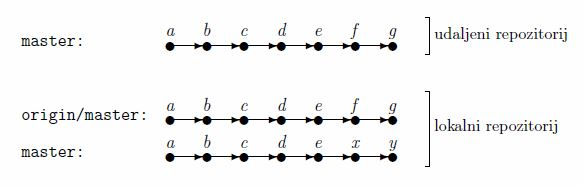 a b c d e f g
master:
udaljeni repozitorij
a b c d e f g
origin/master:
lokalni repozitorij
a b c d e x y
master: